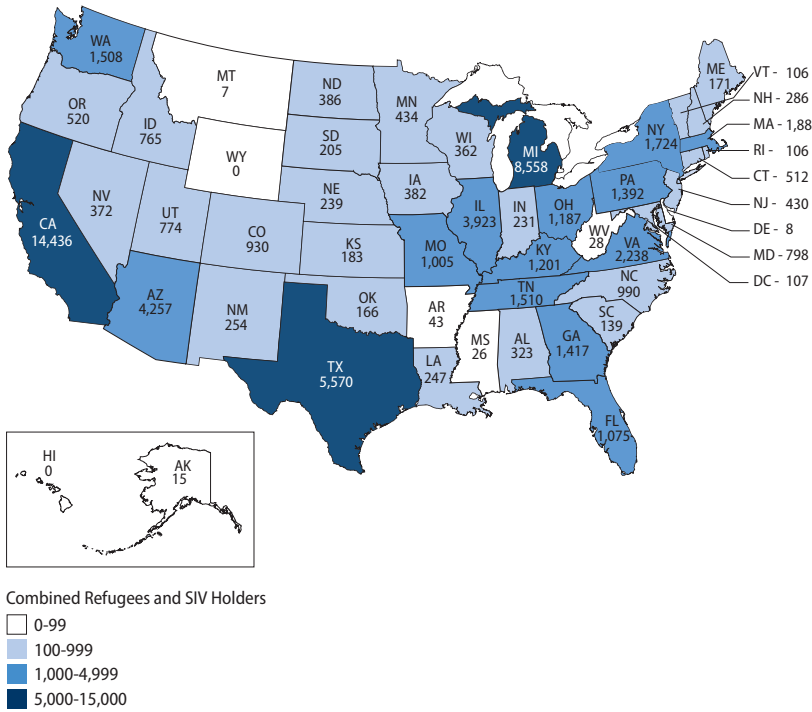 WA
1,508
MT
7
ND
386
MN
434
ME
171
VT - 106
NH - 286
MA - 1,88
RI - 106
CT - 512
NJ - 430
DE - 8
MD - 798
DC - 107
OR
520
ID
765
SD
205
WI
362
MI
8,558
NY
1,724
WY
0
NE
239
IA
382
PA
1,392
NV
372
UT
774
CA
14,436
CO
930
KS
183
MO
1,005
IL
3,923
IN
231
OH
1,187
WV
28
VA
2,238
KY
1,201
NC
990
TN
1,510
SC
139
AZ
4,257
NM
254
OK
166
AR
43
MS
26
AL
323
GA
1,417
TX
5,570
LA
247
FL
1,075
HI
0
AK
15
Combined Refugees and SIV Holders
0-99
100-999
1,000-4,999
5,000-15,000